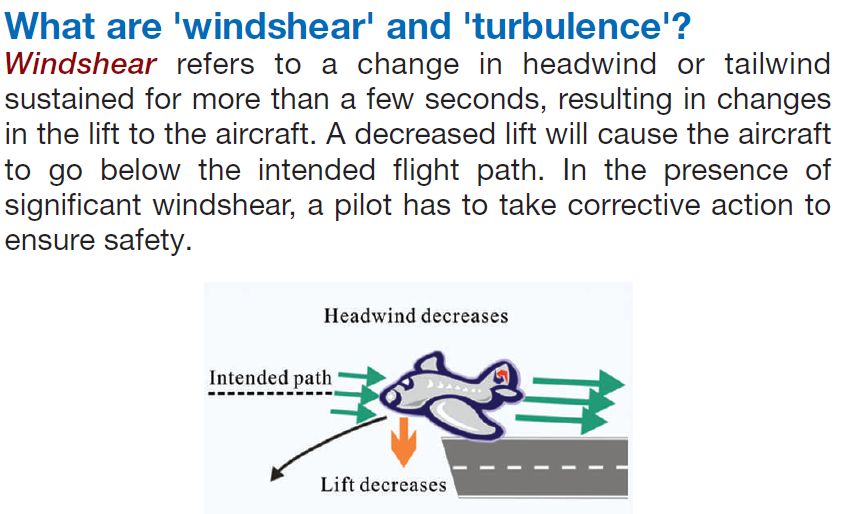 What are 'windshear' and 'turbulence'?
Windshear refers to a change in headwind or tailwind
sustained for more than a few seconds, resulting in changes
in the lift to the aircraft. A decreased lift will cause the aircraft
to go below the intended flight path. In the presence of
significant windshear, a pilot has to take corrective action to
ensure safety.
Headwind decreases
Intended path
Lift decreases